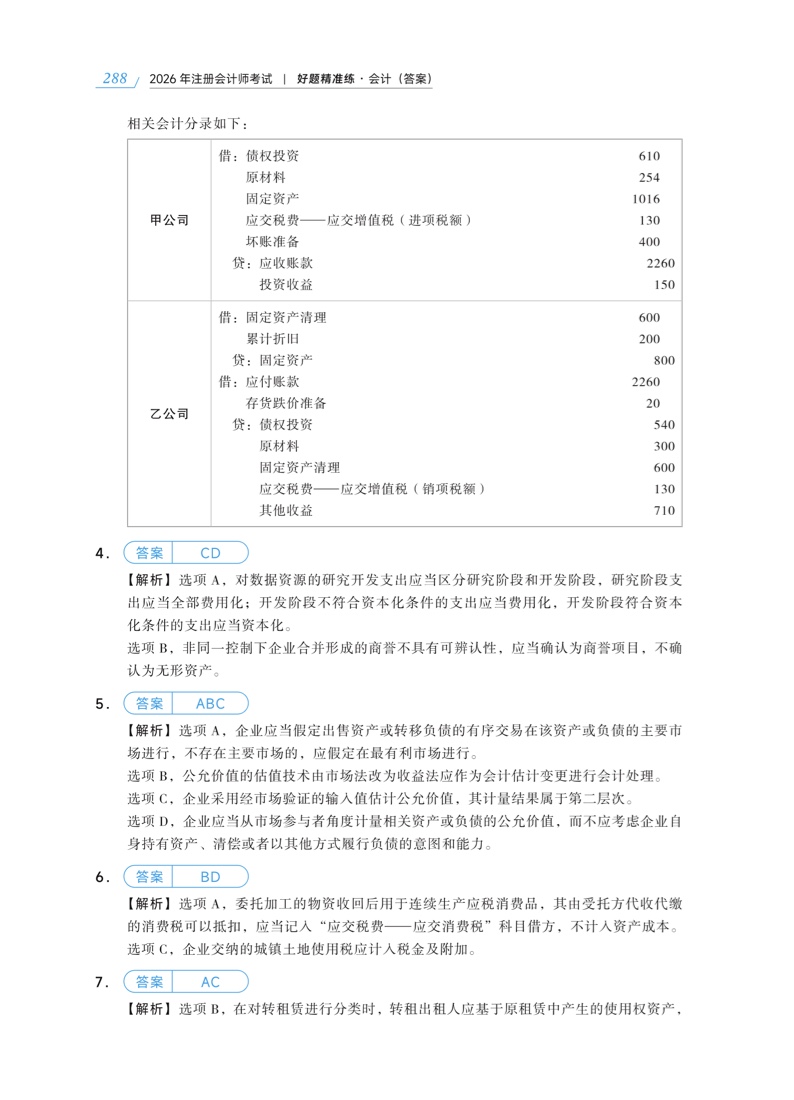 288 2026 年注册会计师考试 | 好题精准练·会计（答案）
相关会计分录如下：
甲公司
借：债权投资 610
原材料 254
固定资产 1016
应交税费——应交增值税（进项税额） 130
坏账准备 400
贷：应收账款 2260
投资收益 150
乙公司
借：固定资产清理 600
累计折旧 200
贷：固定资产 800
借：应付账款 2260
存货跌价准备 20
贷：债权投资 540
原材料 300
固定资产清理 600
应交税费——应交增值税（销项税额） 130
其他收益 710
4. 答案 CD
【解析】选项 A，对数据资源的研究开发支出应当区分研究阶段和开发阶段，研究阶段支
出应当全部费用化；开发阶段不符合资本化条件的支出应当费用化，开发阶段符合资本
化条件的支出应当资本化。
选项 B，非同一控制下企业合并形成的商誉不具有可辨认性，应当确认为商誉项目，不确
认为无形资产。
5. 答案 ABC
【解析】选项 A，企业应当假定出售资产或转移负债的有序交易在该资产或负债的主要市
场进行，不存在主要市场的，应假定在最有利市场进行。
选项 B，公允价值的估值技术由市场法改为收益法应作为会计估计变更进行会计处理。
选项 C，企业采用经市场验证的输入值估计公允价值，其计量结果属于第二层次。
选项 D，企业应当从市场参与者角度计量相关资产或负债的公允价值，而不应考虑企业自
身持有资产、清偿或者以其他方式履行负债的意图和能力。
6. 答案 BD
【解析】选项 A，委托加工的物资收回后用于连续生产应税消费品，其由受托方代收代缴
的消费税可以抵扣，应当记入“应交税费——应交消费税”科目借方，不计入资产成本。
选项 C，企业交纳的城镇土地使用税应计入税金及附加。
7. 答案 AC
【解析】选项 B，在对转租赁进行分类时，转租出租人应基于原租赁中产生的使用权资产，